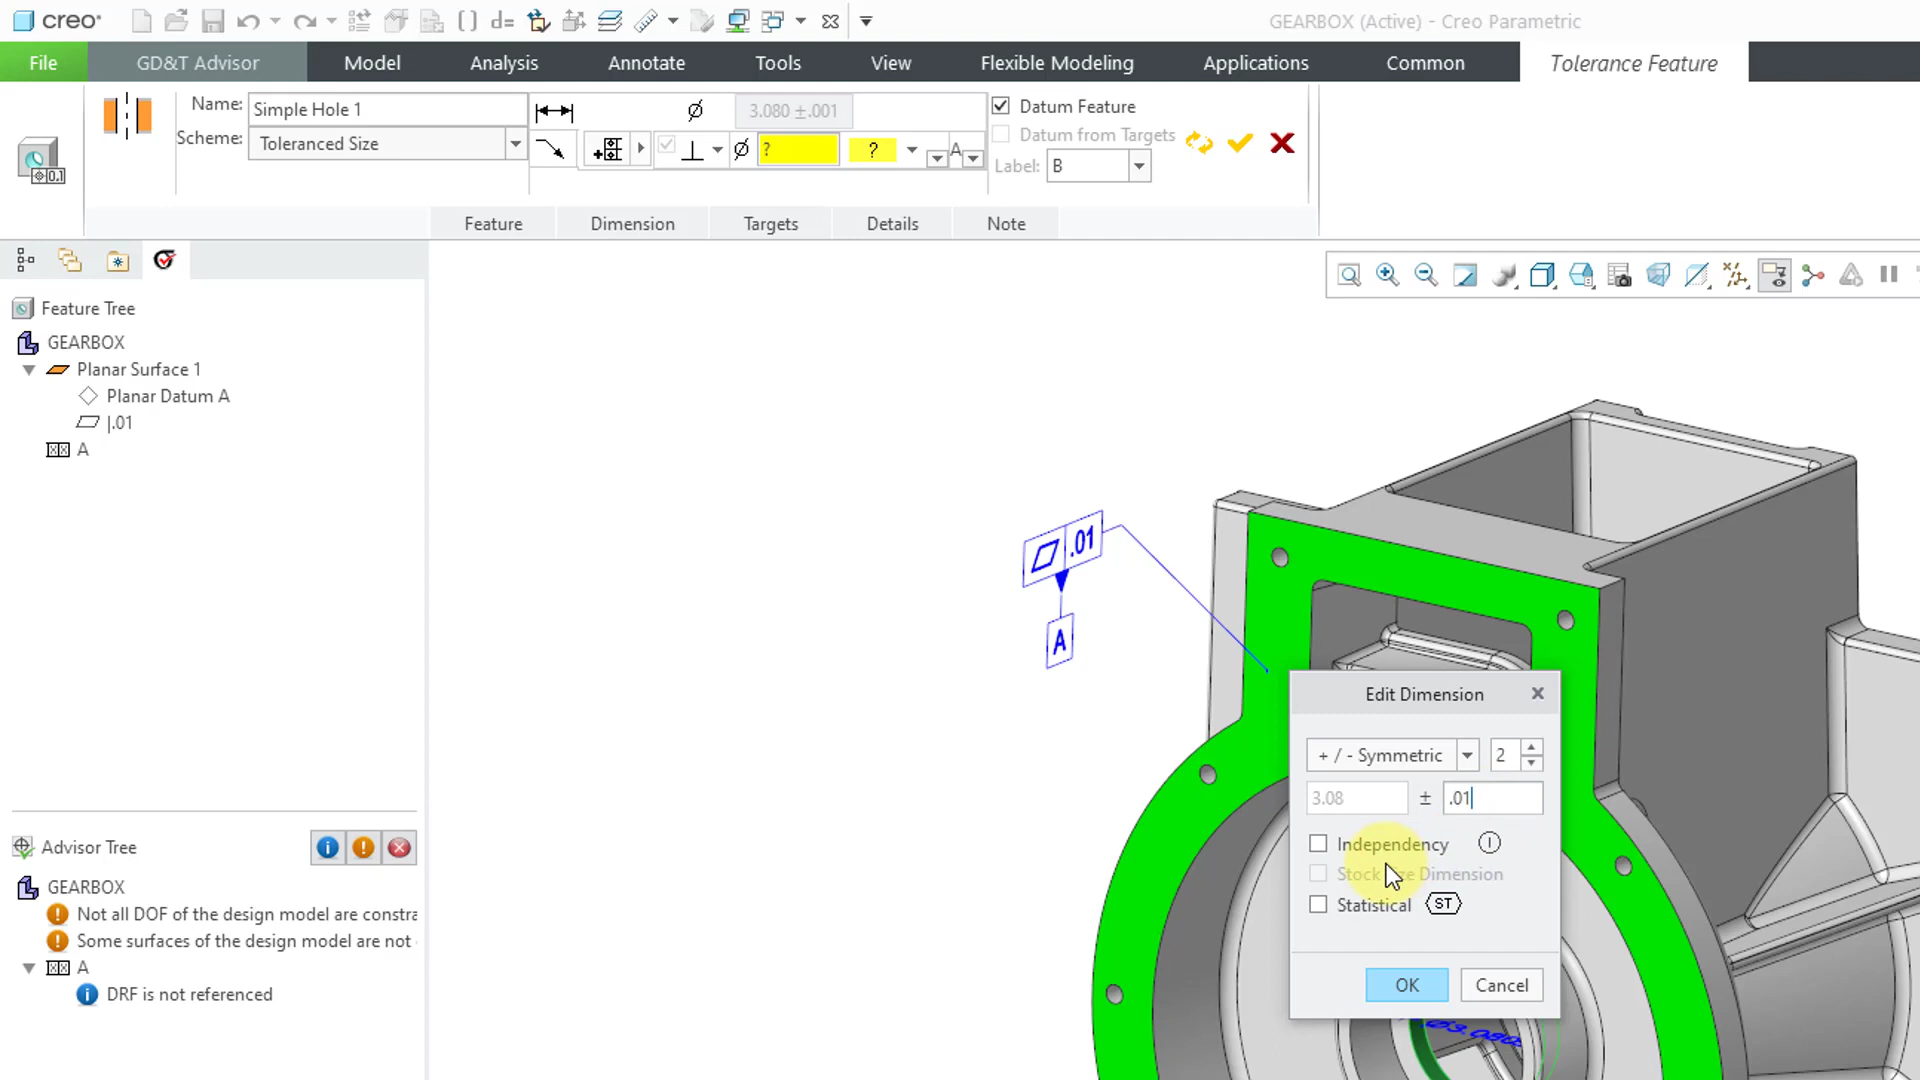 creo®
d=
GEARBOX (Active) - Creo Parametric
File
GD&T Advisor
Model
Analysis
Annotate
Tools
View
Flexible Modeling
Applications
Common
Tolerance Feature
Name: Simple Hole 1
Scheme: Toleranced Size
3.080 ±.001
? ?
A
Datum Feature
Datum from Targets
Label: B
0.1
Feature
Dimension
Targets
Details
Note
Feature Tree
GEARBOX
Planar Surface 1
Planar Datum A
|.01
A
Advisor Tree
GEARBOX
Not all DOF of the design model are constra
Some surfaces of the design model are not
A
DRF is not referenced
.01
A
Edit Dimension
+ / - Symmetric 2
3.08 ± .01
Independency I
Stock Size Dimension
Statistical ST
OK Cancel